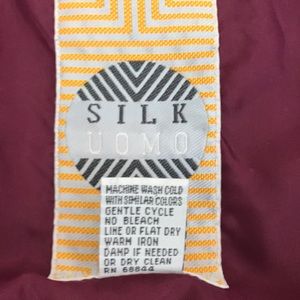 SILK
UOMO
MACHINE WASH COLD
WITH SIMILAR COLORS
GENTLE CYCLE
NO BLEACH
LINE OR FLAT DRY
WARM IRON
DAMP IF NEEDED
OR DRY CLEAN
RN 68844